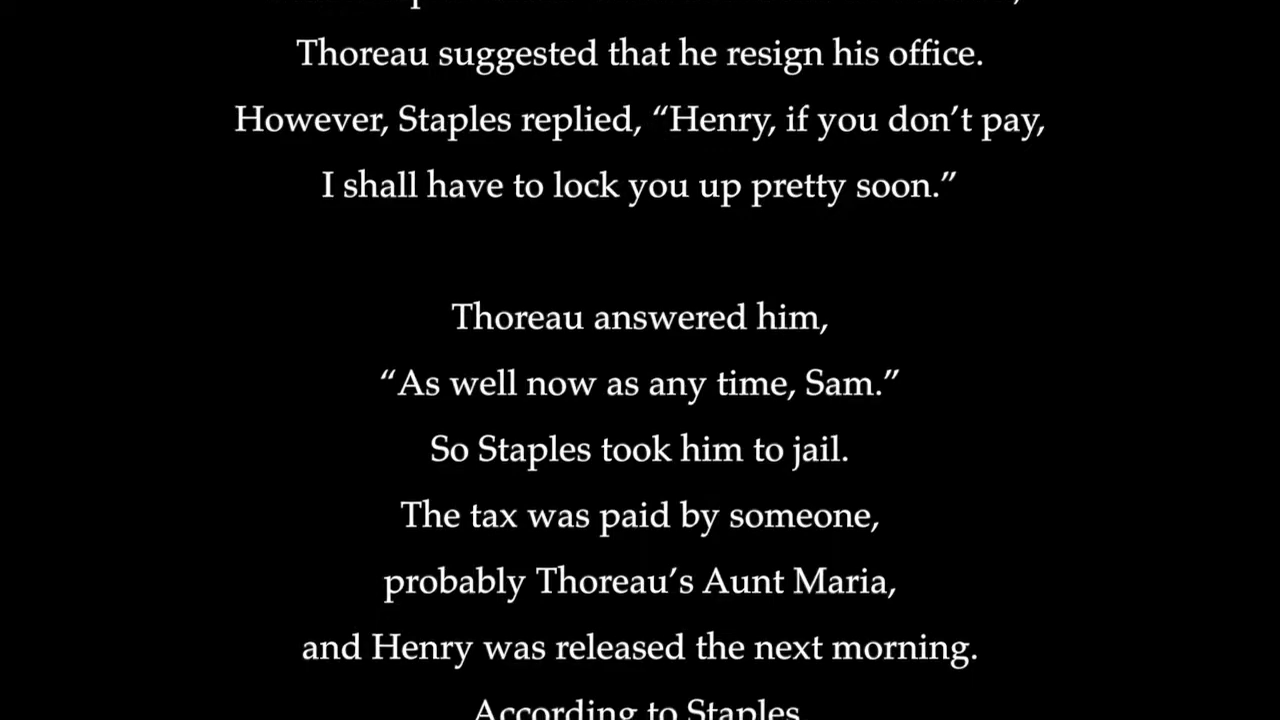 Thoreau suggested that he resign his office.
However, Staples replied, “Henry, if you don’t pay,
I shall have to lock you up pretty soon.”
Thoreau answered him,
“As well now as any time, Sam.”
So Staples took him to jail.
The tax was paid by someone,
probably Thoreau’s Aunt Maria,
and Henry was released the next morning.
According to Staples